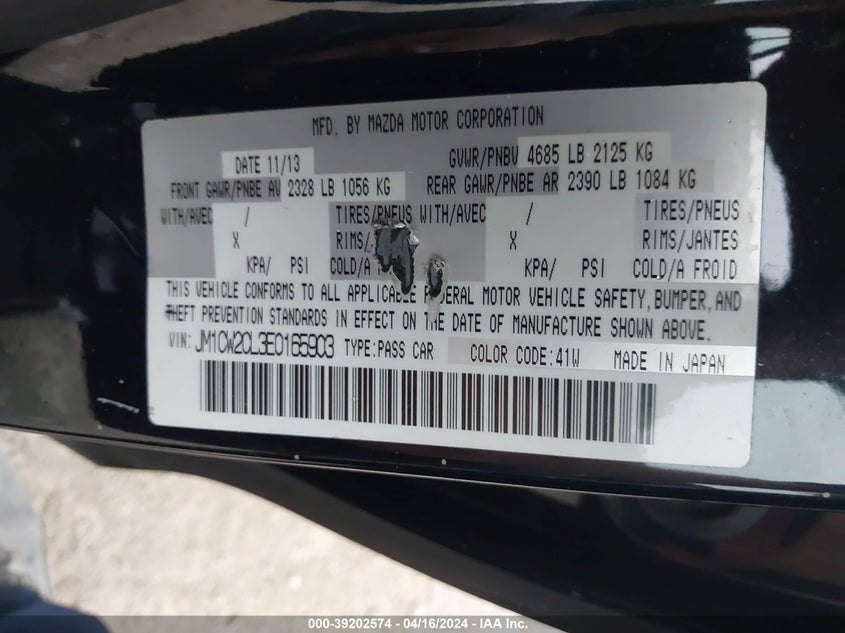 MFD. BY MAZDA MOTOR CORPORATION
DATE 11/13 GVWR/PNBV 4685 LB 2125 KG
FRONT GAWR/PNBE AV 2328 LB 1056 KG REAR GAWR/PNBE AR 2390 LB 1084 KG
WITH/AVEC / TIRES/PNEUS WITH/AVEC / TIRES/PNEUS
X RIMS/ X RIMS/JANTES
KPA/ PSI COLD/A KPA/ PSI COLD/A FROID
THIS VEHICLE CONFORMS TO ALL APPLICABLE MOTOR VEHICLE SAFETY, BUMPER, AND
THEFT PREVENTION STANDARDS IN EFFECT ON THE DATE OF MANUFACTURE SHOWN ABOVE.
VIN: JM1CW2CL3E0165903 TYPE:PASS CAR COLOR CODE:41W MADE IN JAPAN
000-39202574 - 04/16/2024 - IAA Inc.